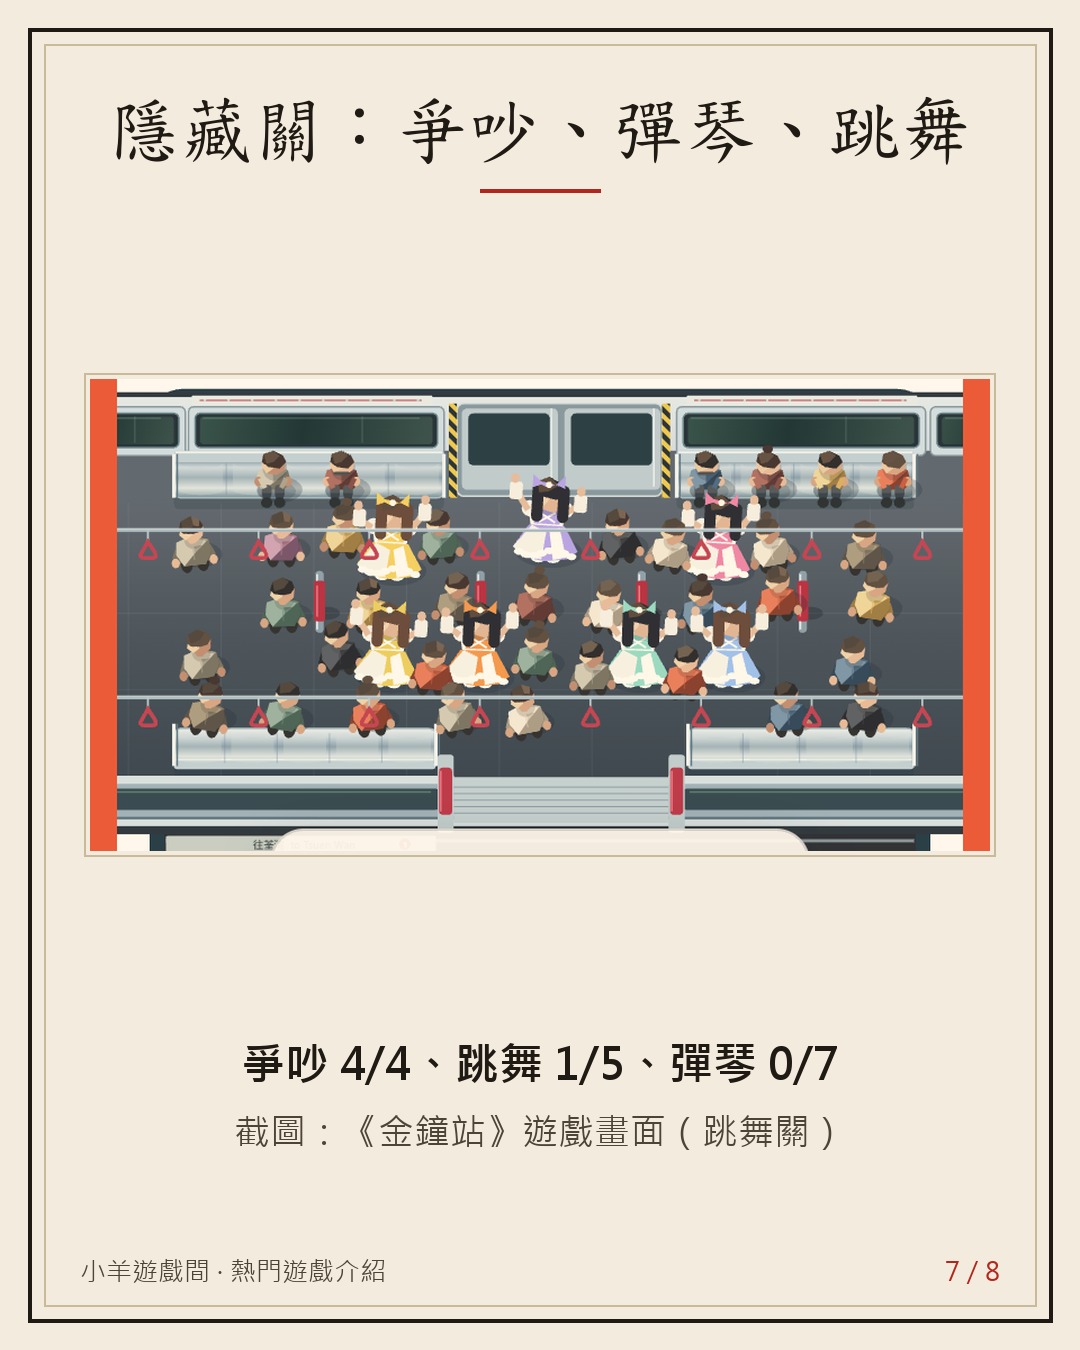 隱藏關：爭吵、彈琴、跳舞
往荃
爭吵 4/4、跳舞 1/5、彈琴 0/7
截圖：《金鐘站》遊戲畫面（跳舞關）
小羊遊戲間 · 熱門遊戲介紹
7 / 8